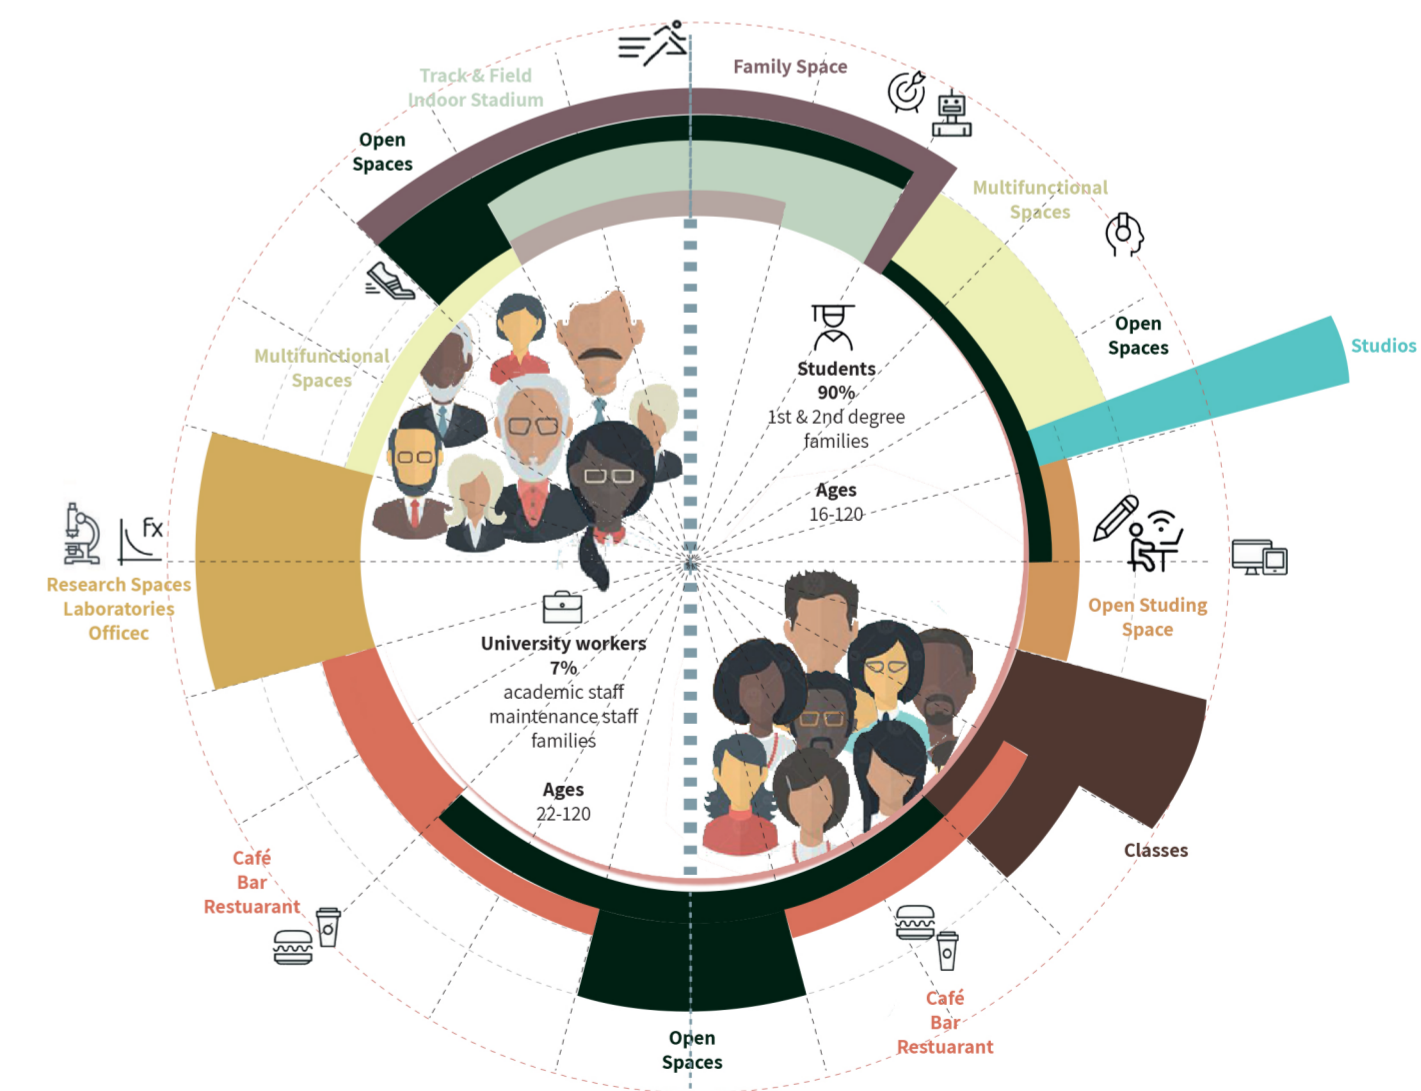 Track & Field
Indoor Stadium
Family Space
Open
Spaces
Multifunctional
Spaces
Open
Spaces
Studios
Multifunctional
Spaces
Students
90%
1st & 2nd degree
families
Ages
16-120
Fx
Research Spaces
Laboratories
Officec
Open Studing
Space
University workers
7%
academic staff
maintenance staff
families
Ages
22-120
Classes
Café
Bar
Restuarant
Café
Bar
Restuarant
Open
Spaces